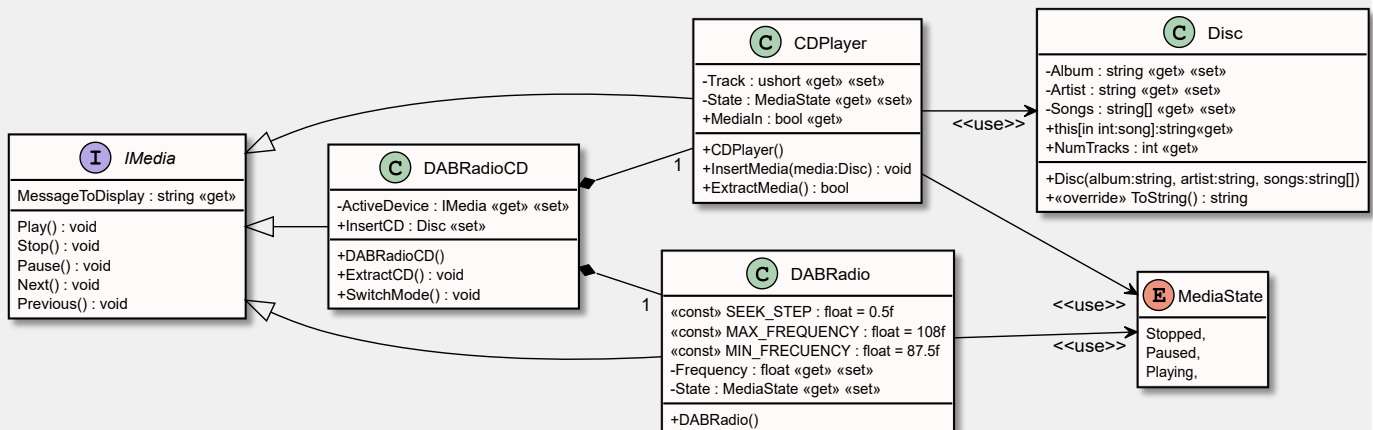 I IMedia
MessageToDisplay : string «get»
Play() : void
Stop() : void
Pause() : void
Next() : void
Previous() : void
C DABRadioCD
-ActiveDevice : IMedia «get» «set»
+InsertCD : Disc «set»
+DABRadioCD()
+ExtractCD() : void
+SwitchMode() : void
1
1
C CDPlayer
-Track : ushort «get» «set»
-State : MediaState «get» «set»
+MediaIn : bool «get»
+CDPlayer()
+InsertMedia(media:Disc) : void
+ExtractMedia() : bool
C DABRadio
«const» SEEK_STEP : float = 0.5f
«const» MAX_FREQUENCY : float = 108f
«const» MIN_FRECUENCY : float = 87.5f
-Frequency : float «get» «set»
-State : MediaState «get» «set»
+DABRadio()
<<use>>
<<use>>
<<use>>
C Disc
-Album : string «get» «set»
-Artist : string «get» «set»
-Songs : string[] «get» «set»
+this[in int:song]:string«get»
+NumTracks : int «get»
+Disc(album:string, artist:string, songs:string[])
+«override» ToString() : string
E MediaState
Stopped,
Paused,
Playing,